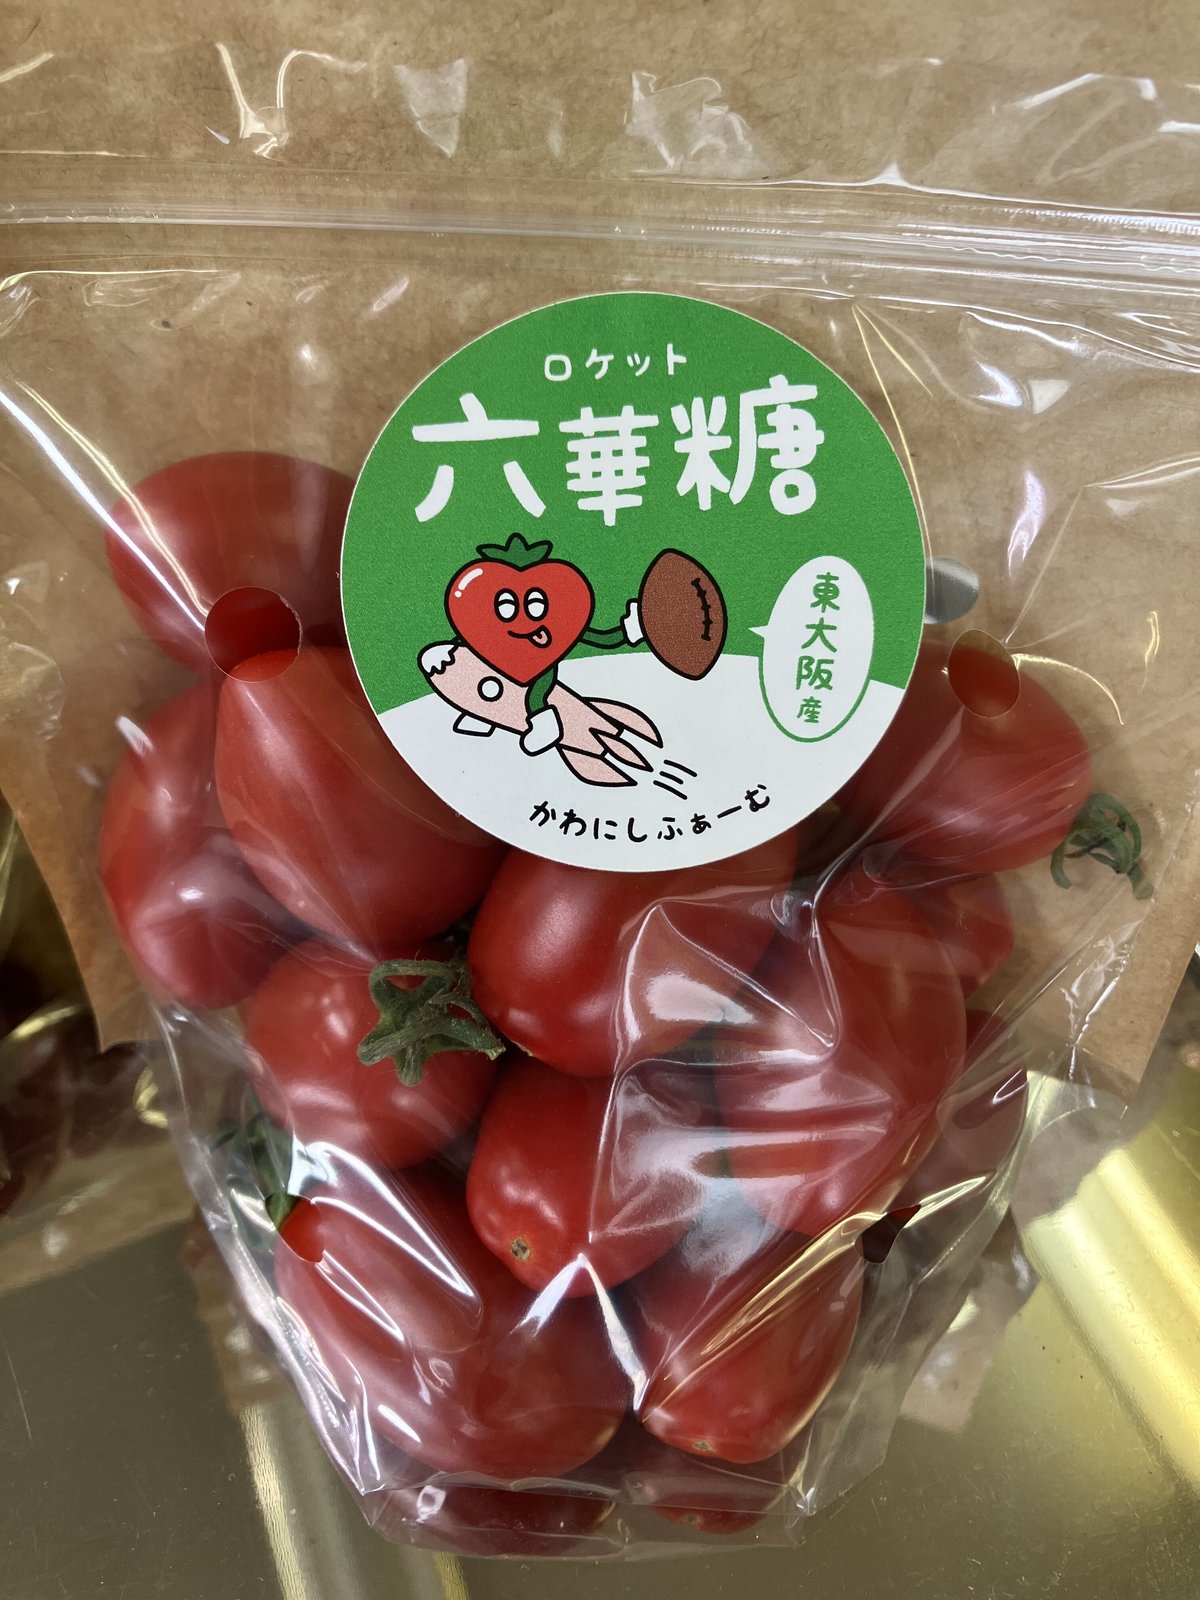 ロケット
六華糖
東大阪産
かわにしふぁーむ